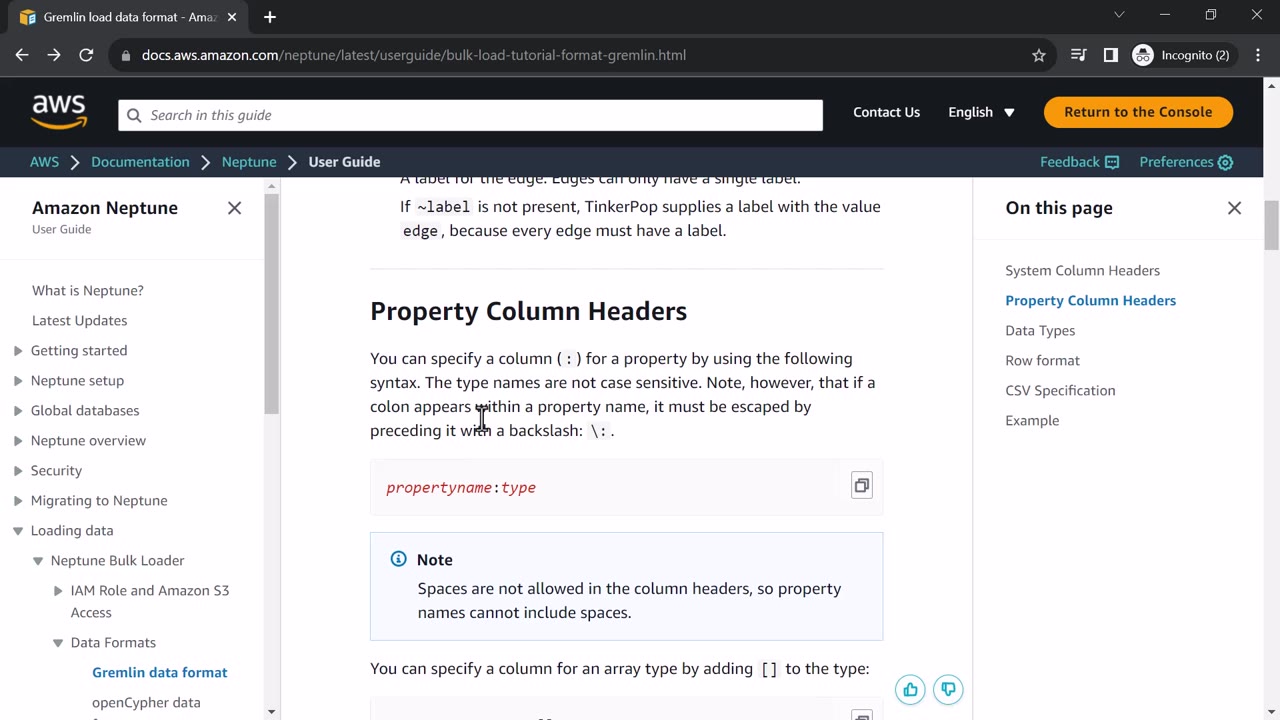 Gremlin load data format - Amaz
docs.aws.amazon.com/neptune/latest/userguide/bulk-load-tutorial-format-gremlin.html
Incognito (2)
aws
Search in this guide
Contact Us
English
Return to the Console
AWS
Documentation
Neptune
User Guide
Feedback
Preferences
Amazon Neptune
User Guide
What is Neptune?
Latest Updates
Getting started
Neptune setup
Global databases
Neptune overview
Security
Migrating to Neptune
Loading data
Neptune Bulk Loader
IAM Role and Amazon S3
Access
Data Formats
Gremlin data format
openCypher data
A label for the edge. Edges can only have a single label.
If ~label is not present, TinkerPop supplies a label with the value
edge, because every edge must have a label.
Property Column Headers
You can specify a column (:) for a property by using the following
syntax. The type names are not case sensitive. Note, however, that if a
colon appears within a property name, it must be escaped by
preceding it with a backslash: \:.
propertyname:type
Note
Spaces are not allowed in the column headers, so property
names cannot include spaces.
You can specify a column for an array type by adding [] to the type:
On this page
System Column Headers
Property Column Headers
Data Types
Row format
CSV Specification
Example